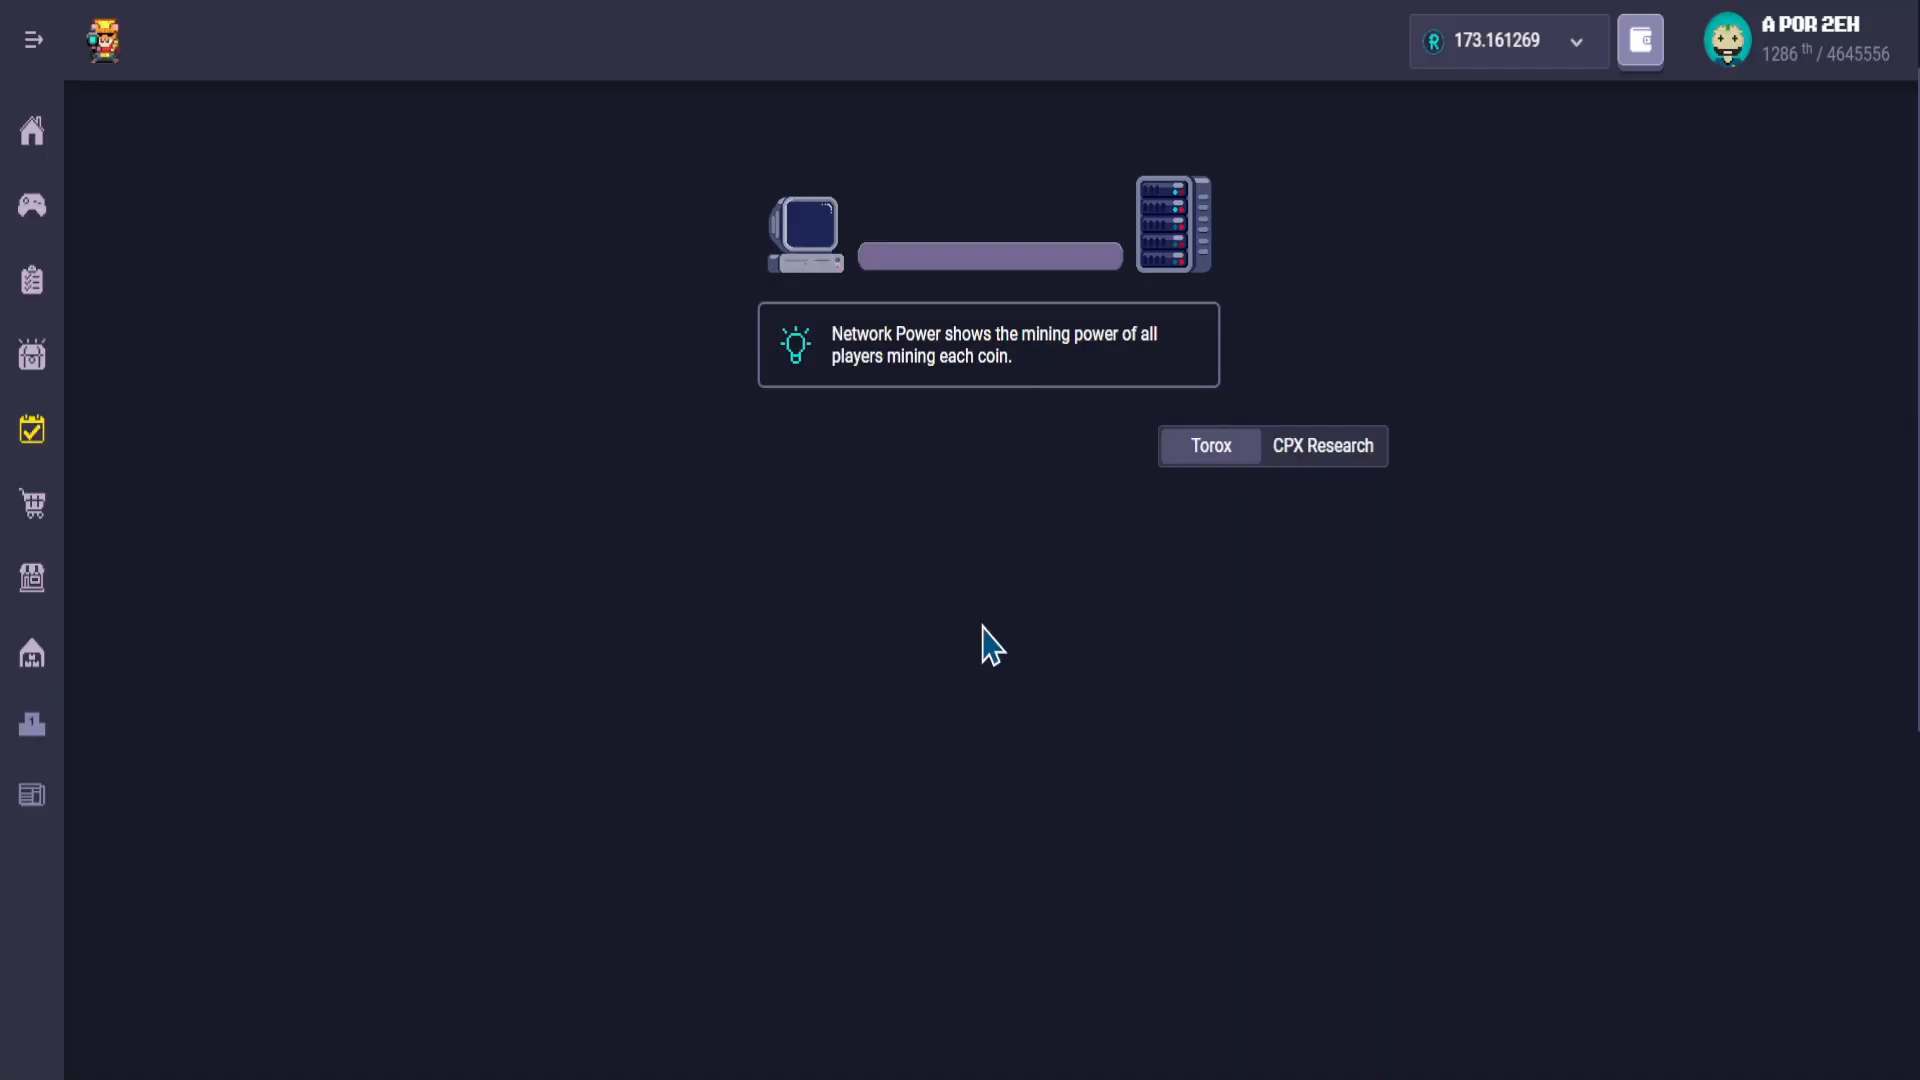 173.161269
A POR 2EH
1286 th / 4645556
Network Power shows the mining power of all
players mining each coin.
Torox
CPX Research